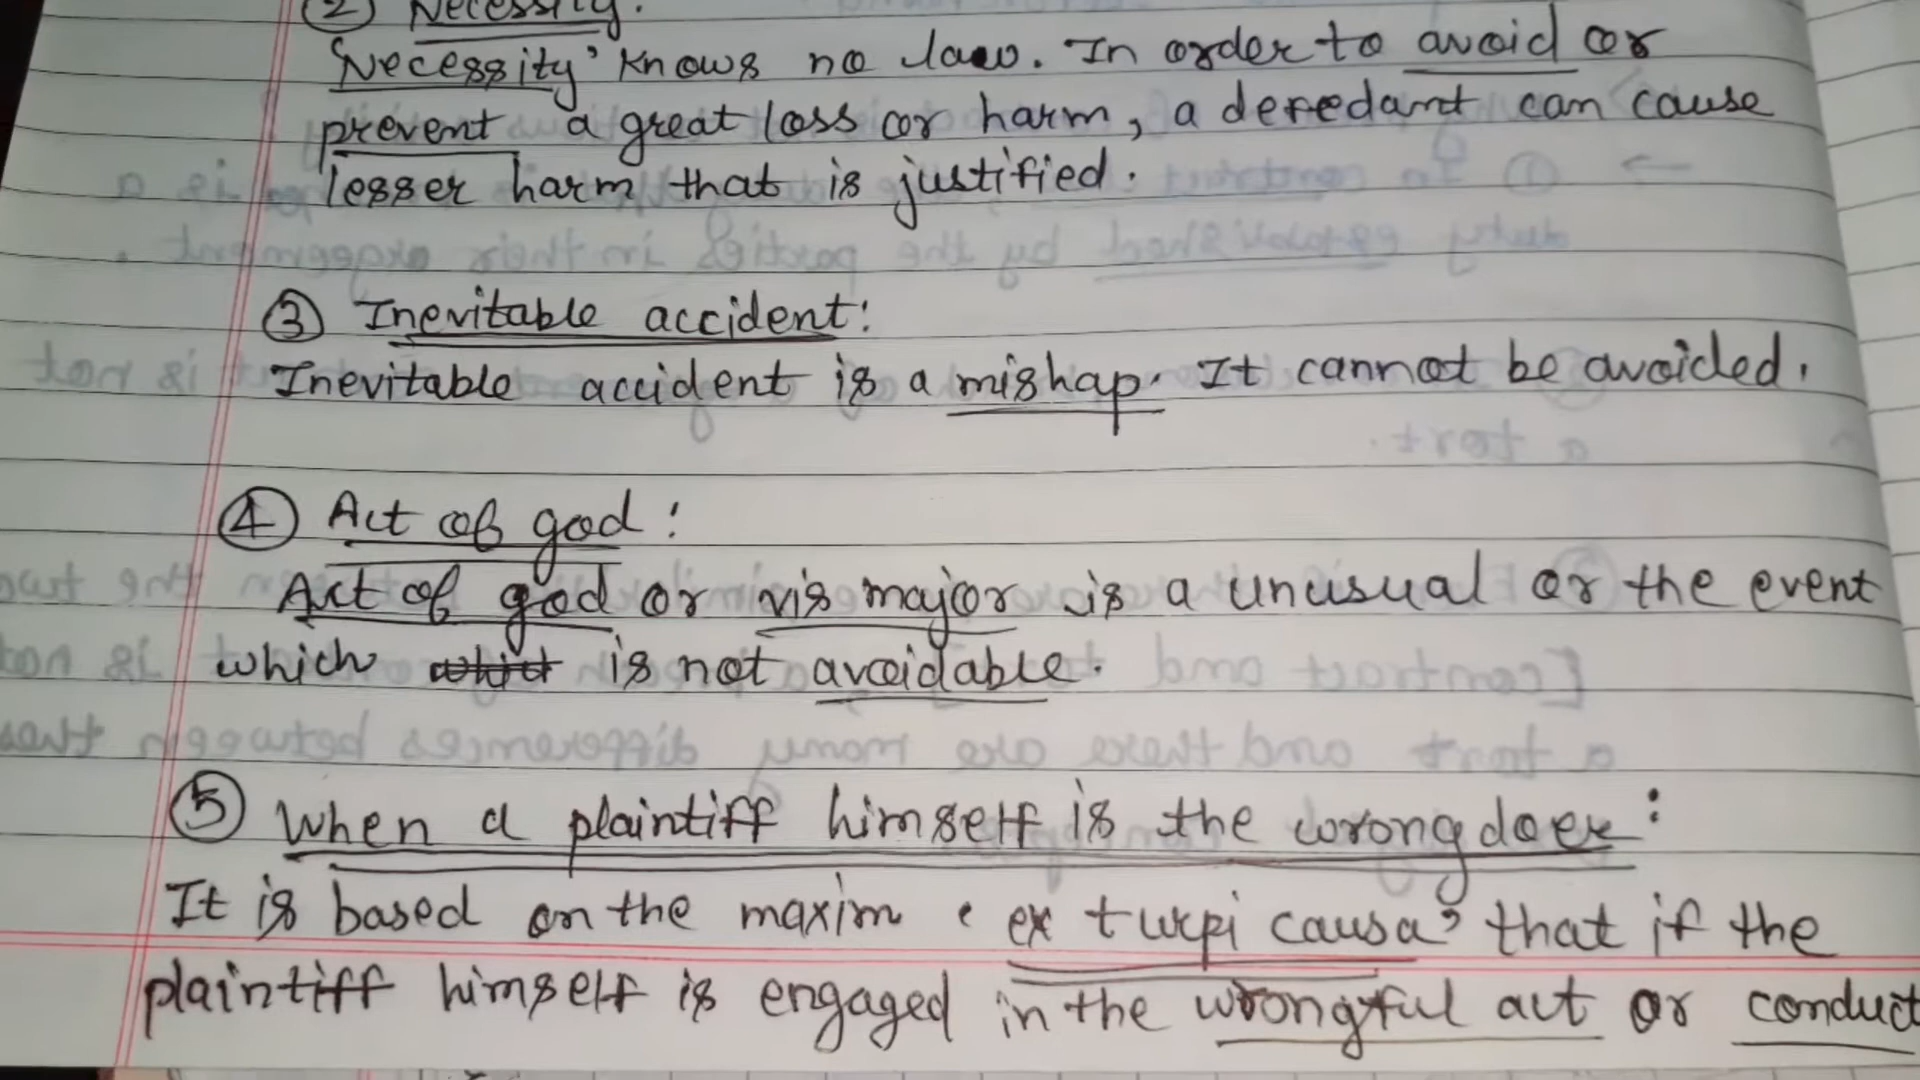 ② Necessity:
'Necessity' knows no law. In order to avoid or
prevent a great loss or harm, a defedant can cause
lesser harm that is justified.
③ Inevitable accident:
Inevitable accident is a mishap. It cannot be avoided.
④ Act of god:
Act of god or vis major is a unusual or the event
which is not avoidable.
⑤ When a plaintiff himself is the wrongdoer:
It is based on the maxim 'ex turpi causa' that if the
plaintiff himself is engaged in the wrongful act or conduct